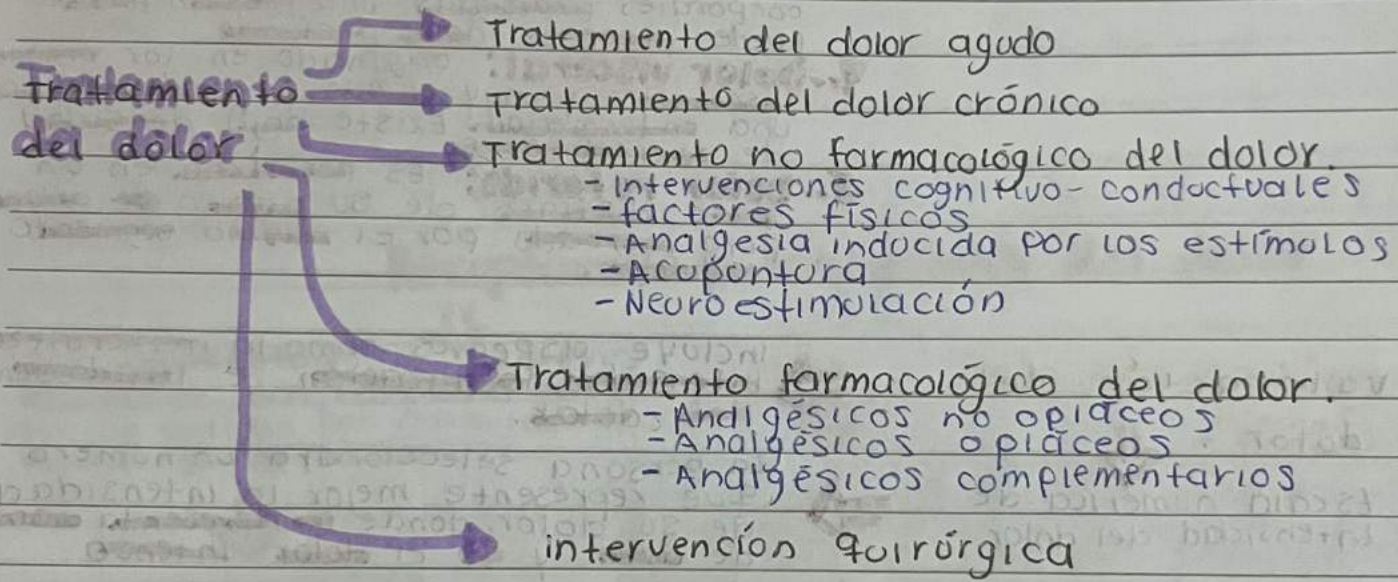 Tratamiento del dolor
Tratamiento del dolor agudo
Tratamiento del dolor crónico
Tratamiento no farmacológico del dolor.
- Intervenciones cognitivo-conductuales
- factores físicos
- Analgesia inducida por los estímulos
- Acupuntura
- Neuroestimulación
Tratamiento farmacológico del dolor.
- Analgésicos no opiáceos
- Analgésicos opiáceos
- Analgésicos complementarios
intervención quirúrgica